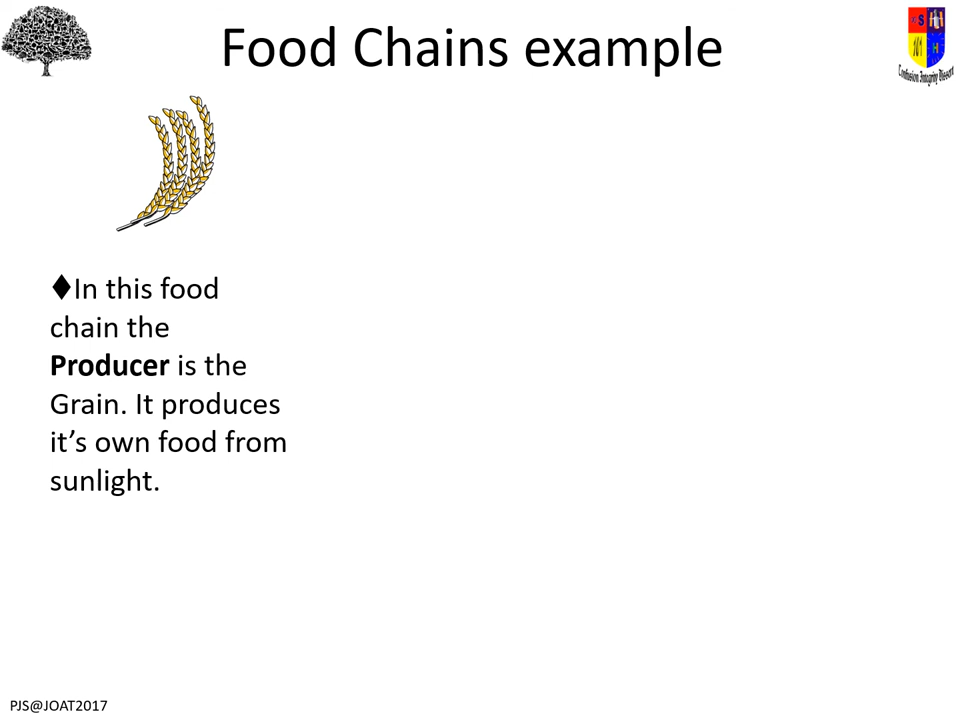 Food Chains example
♦In this food
chain the
Producer is the
Grain. It produces
it’s own food from
sunlight.
PJS@JOAT2017